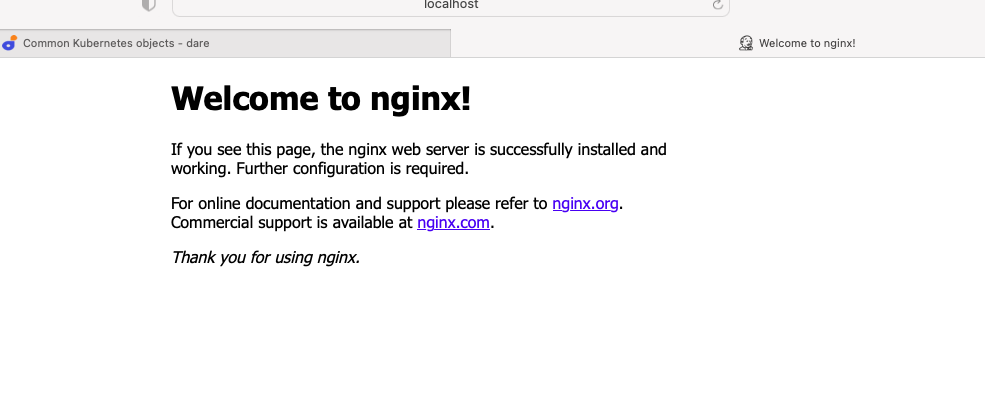 localhost
Common Kubernetes objects - dare
Welcome to nginx!
Welcome to nginx!
If you see this page, the nginx web server is successfully installed and
working. Further configuration is required.
For online documentation and support please refer to nginx.org.
Commercial support is available at nginx.com.
Thank you for using nginx.